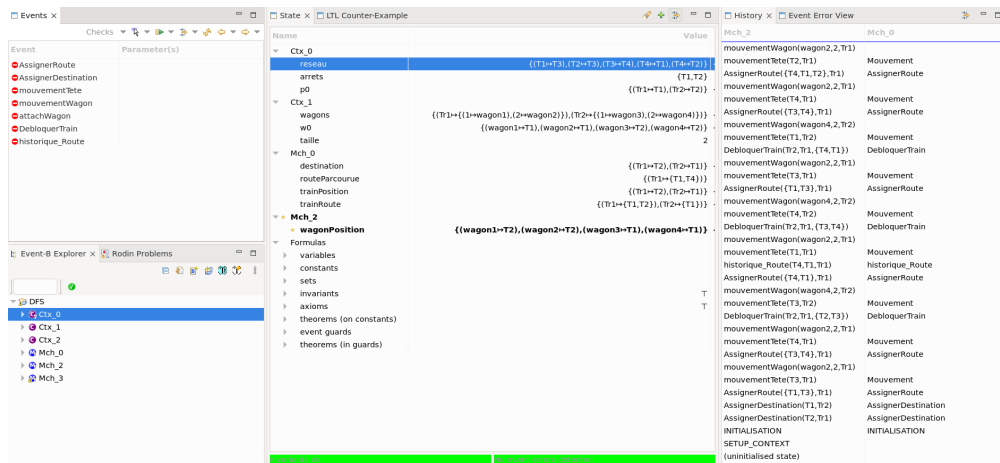 Events
Checks
Event Parameter(s)
AssignerRoute
AssignerDestination
mouvementTete
mouvementWagon
attachWagon
DebloquerTrain
historique_Route
Event-B Explorer Rodin Problems
DFS
Ctx_0
Ctx_1
Ctx_2
Mch_0
Mch_2
Mch_3
State LTL Counter-Example
Name Value
Ctx_0
reseau {(T1↦T3),(T2↦T3),(T3↦T4),(T4↦T1),(T4↦T2)}
arrets {T1,T2}
p0 {(Tr1↦T1),(Tr2↦T2)}
Ctx_1
wagons {(Tr1↦{(1↦wagon1),(2↦wagon2)}),(Tr2↦{(1↦wagon3),(2↦wagon4)})}
w0 {(wagon1↦T1),(wagon2↦T1),(wagon3↦T2),(wagon4↦T2)}
taille 2
Mch_0
destination {(Tr1↦T2),(Tr2↦T1)}
routeParcourue {(Tr1↦{T1,T4})}
trainPosition {(Tr1↦T2),(Tr2↦T1)}
trainRoute {(Tr1↦{T1,T2}),(Tr2↦{T1})}
Mch_2
wagonPosition {(wagon1↦T2),(wagon2↦T2),(wagon3↦T1),(wagon4↦T1)}
Formulas
variables
constants
sets
invariants ⊤
axioms ⊤
theorems (on constants)
event guards
theorems (in guards)
History Event Error View
Mch_2 Mch_0
mouvementWagon(wagon2,2,Tr1)
mouvementTete(T2,Tr1) Mouvement
AssignerRoute({T4,T1,T2},Tr1) AssignerRoute
mouvementWagon(wagon2,2,Tr1)
mouvementTete(T4,Tr1) Mouvement
AssignerRoute({T3,T4},Tr1) AssignerRoute
mouvementWagon(wagon4,2,Tr2)
mouvementTete(T1,Tr2) Mouvement
DebloquerTrain(Tr2,Tr1,{T4,T1}) DebloquerTrain
mouvementWagon(wagon2,2,Tr1)
mouvementTete(T3,Tr1) Mouvement
AssignerRoute({T1,T3},Tr1) AssignerRoute
mouvementWagon(wagon4,2,Tr2)
mouvementTete(T4,Tr2) Mouvement
DebloquerTrain(Tr2,Tr1,{T3,T4}) DebloquerTrain
mouvementWagon(wagon2,2,Tr1)
mouvementTete(T1,Tr1) Mouvement
historique_Route(T4,T1,Tr1) historique_Route
AssignerRoute({T4,T1},Tr1) AssignerRoute
mouvementWagon(wagon4,2,Tr2)
mouvementTete(T3,Tr2) Mouvement
DebloquerTrain(Tr2,Tr1,{T2,T3}) DebloquerTrain
mouvementWagon(wagon2,2,Tr1)
mouvementTete(T4,Tr1) Mouvement
AssignerRoute({T3,T4},Tr1) AssignerRoute
mouvementWagon(wagon2,2,Tr1)
mouvementTete(T3,Tr1) Mouvement
AssignerRoute({T1,T3},Tr1) AssignerRoute
AssignerDestination(T1,Tr2) AssignerDestination
AssignerDestination(T2,Tr1) AssignerDestination
INITIALISATION INITIALISATION
SETUP_CONTEXT
(uninitialised state)